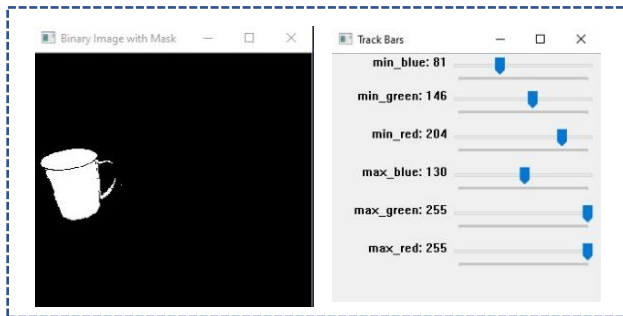 Binary Image with Mask
Track Bars
min_blue: 81
min_green: 146
min_red: 204
max_blue: 130
max_green: 255
max_red: 255